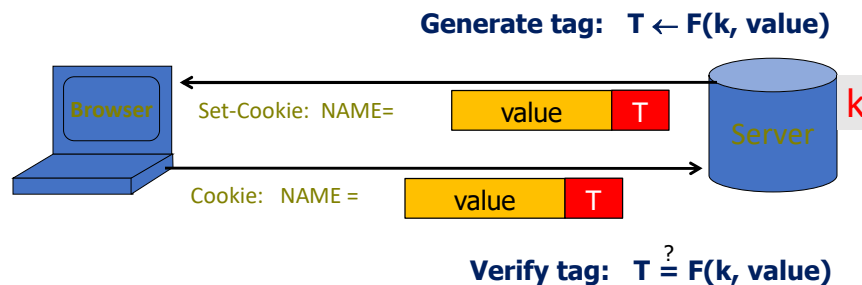 Generate tag: T ← F(k, value)
Browser
Set-Cookie: NAME=
value
T
k
Server
Cookie: NAME =
value
T
Verify tag: T ≟ F(k, value)